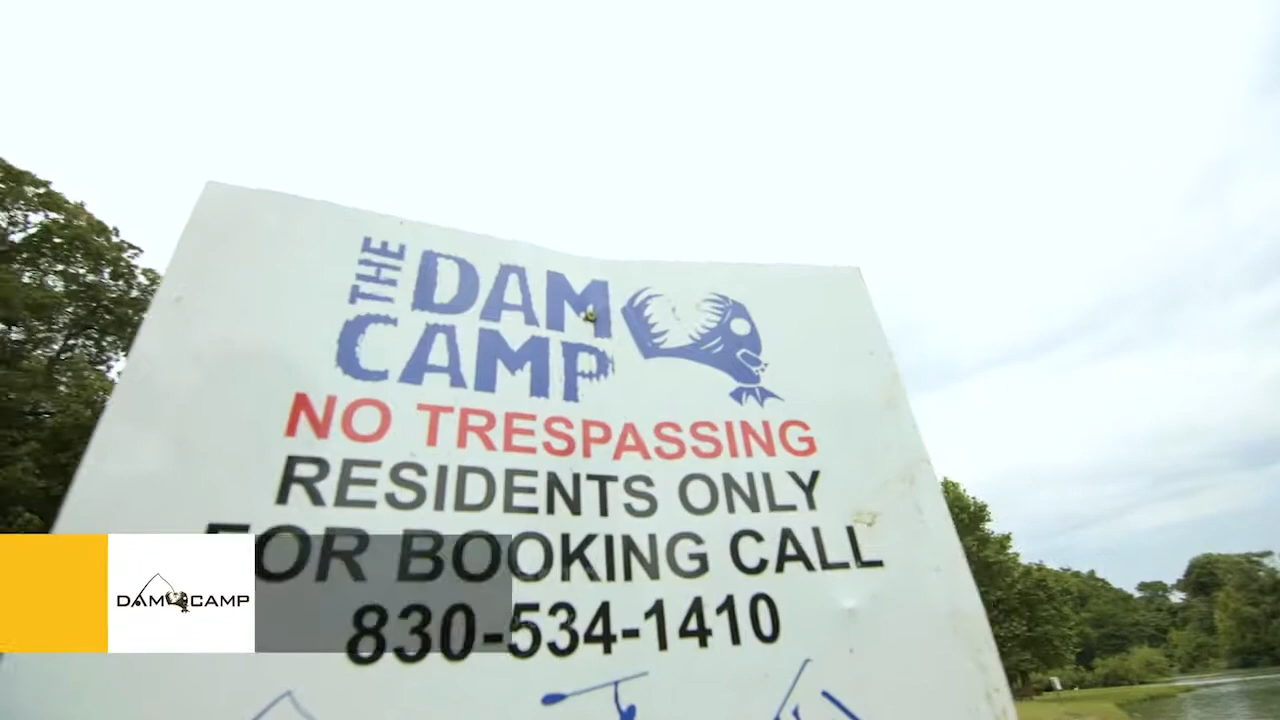 THE
DAM
CAMP
NO TRESPASSING
RESIDENTS ONLY
FOR BOOKING CALL
830-534-1410
DAM CAMP